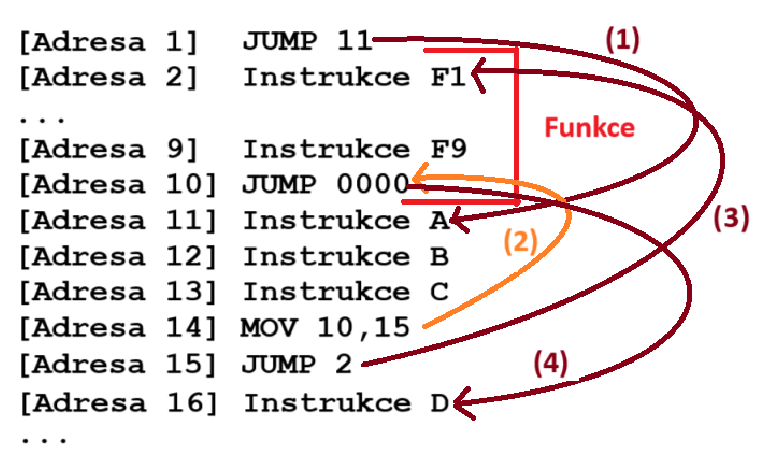 [Adresa 1] JUMP 11 (1)
[Adresa 2] Instrukce F1
...
Funkce
[Adresa 9] Instrukce F9
[Adresa 10] JUMP 0000
[Adresa 11] Instrukce A (3)
[Adresa 12] Instrukce B (2)
[Adresa 13] Instrukce C
[Adresa 14] MOV 10,15
[Adresa 15] JUMP 2 (4)
[Adresa 16] Instrukce D
...